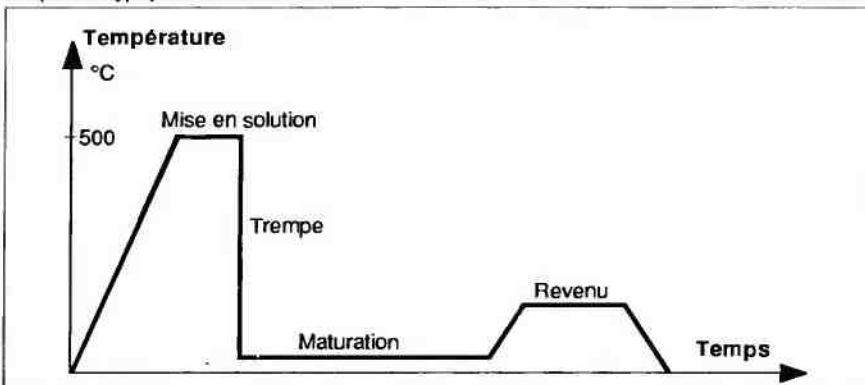 Température
°C
Mise en solution
500
Trempe
Revenu
Maturation
Temps